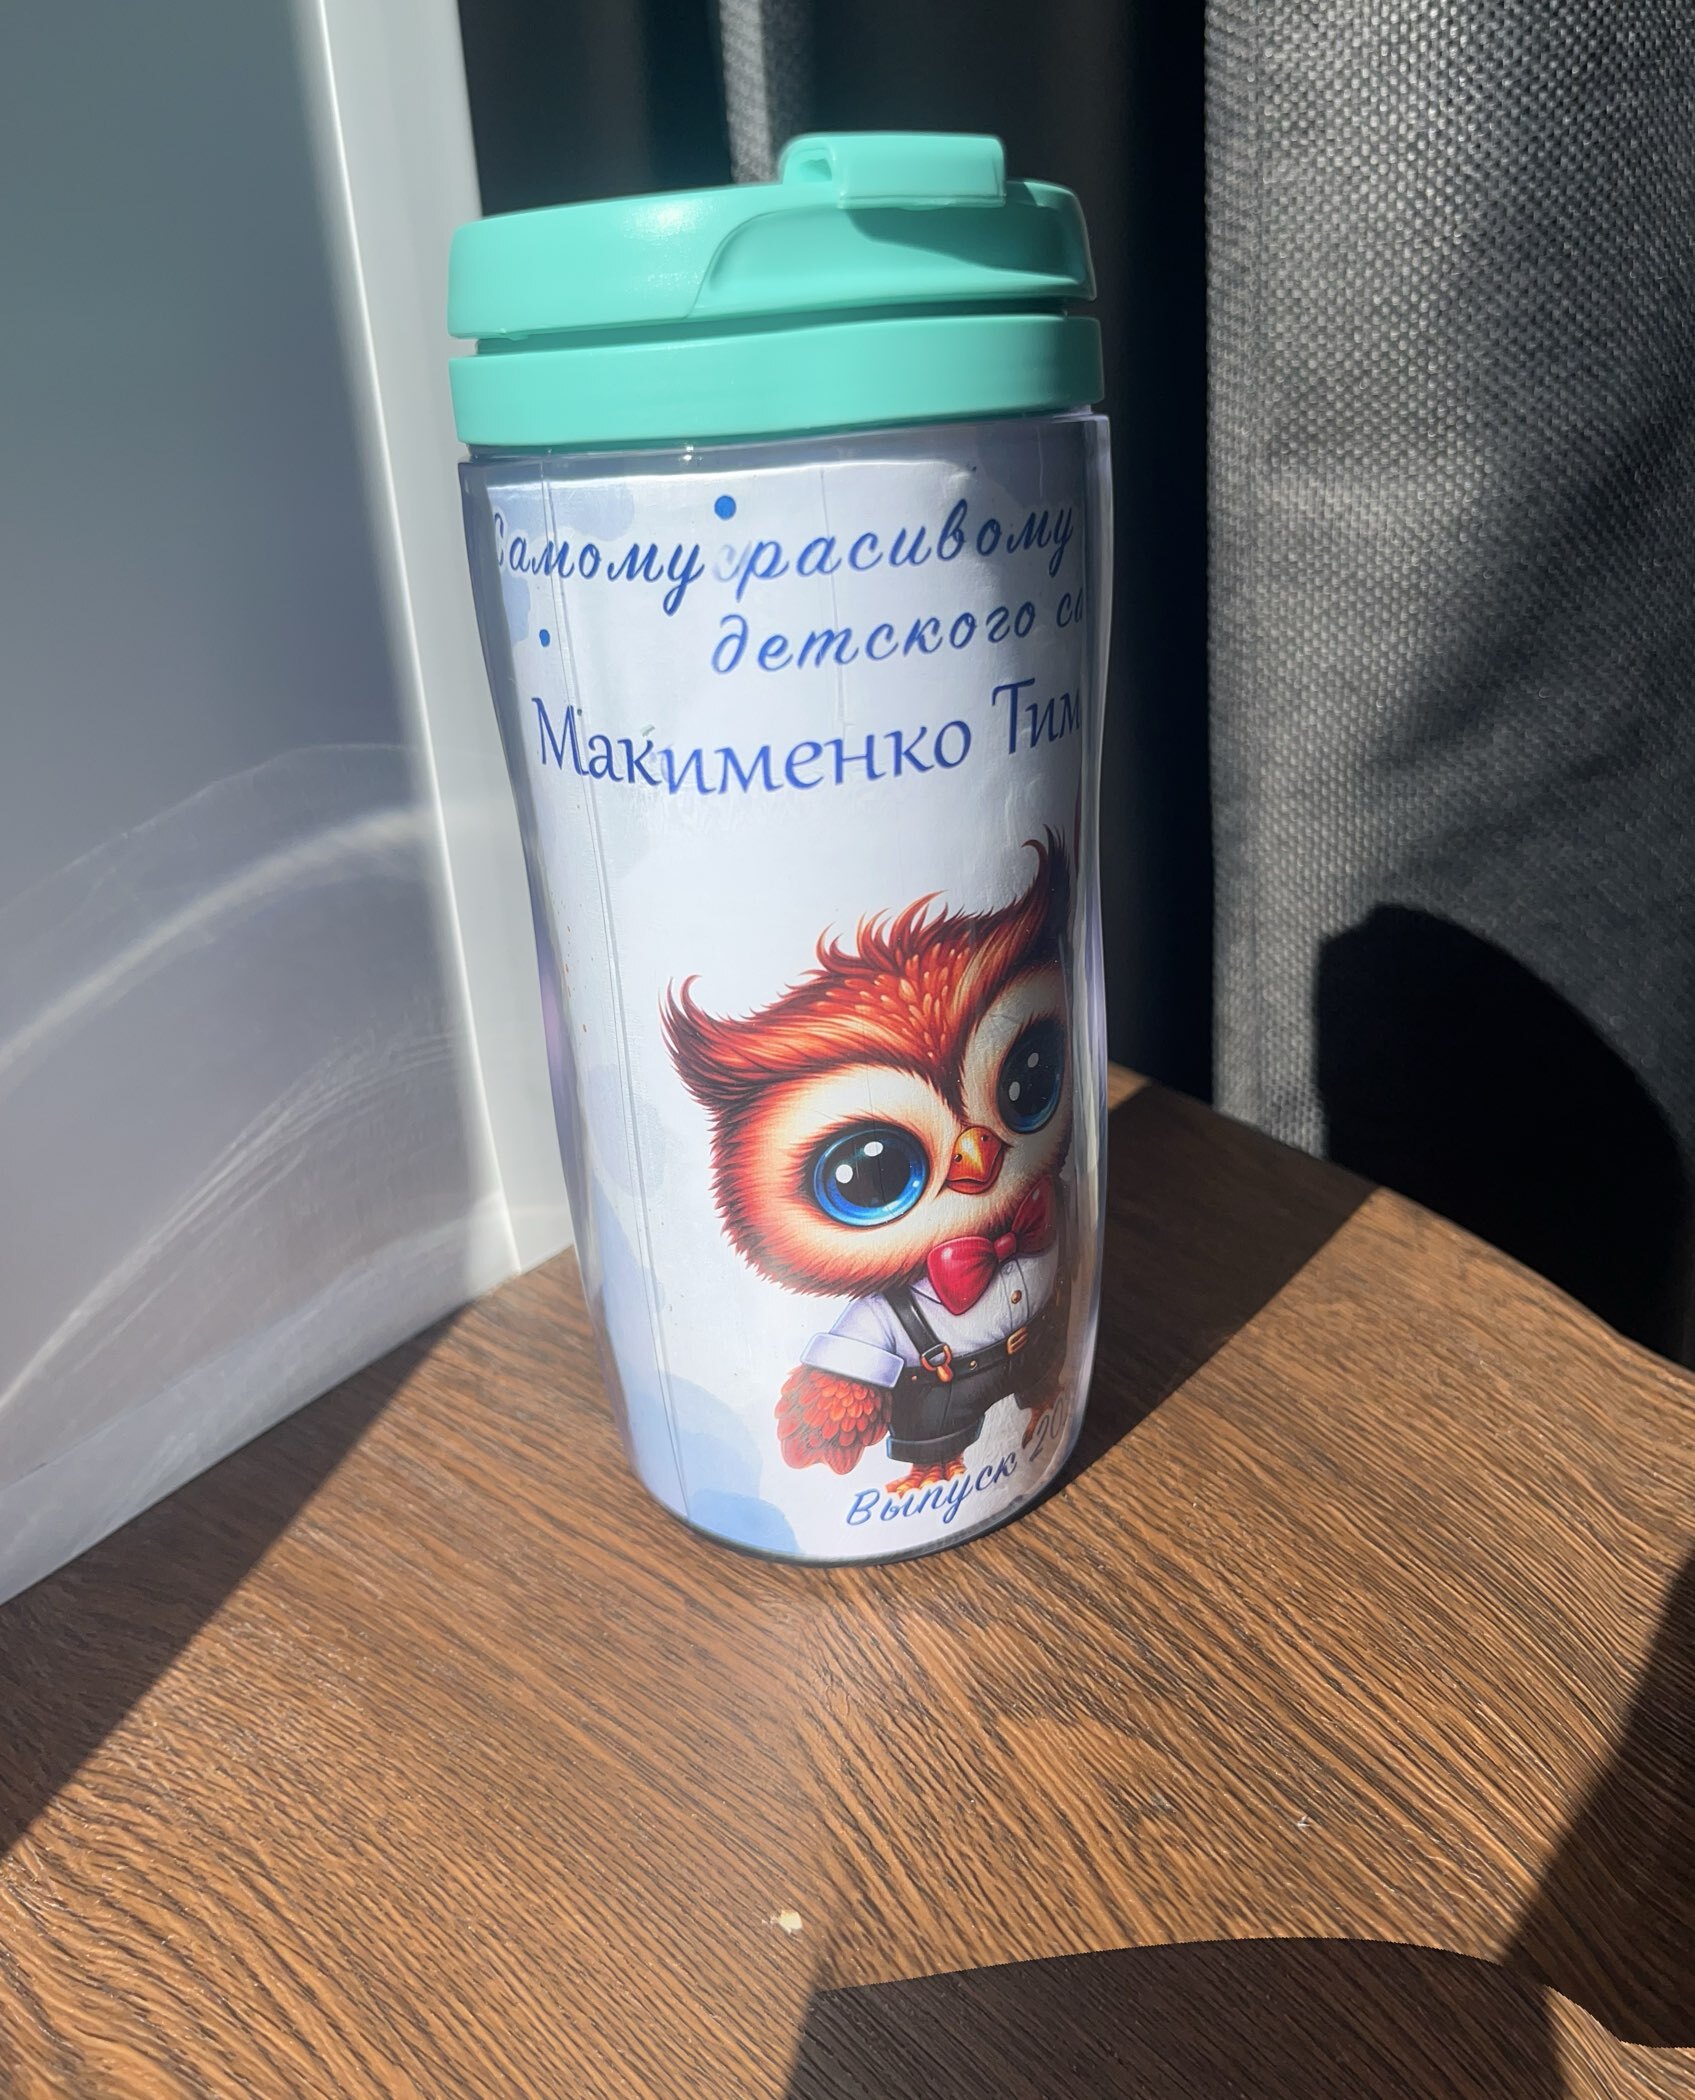 Самому красивому
детского са
Макименко Тим
Выпуск 20